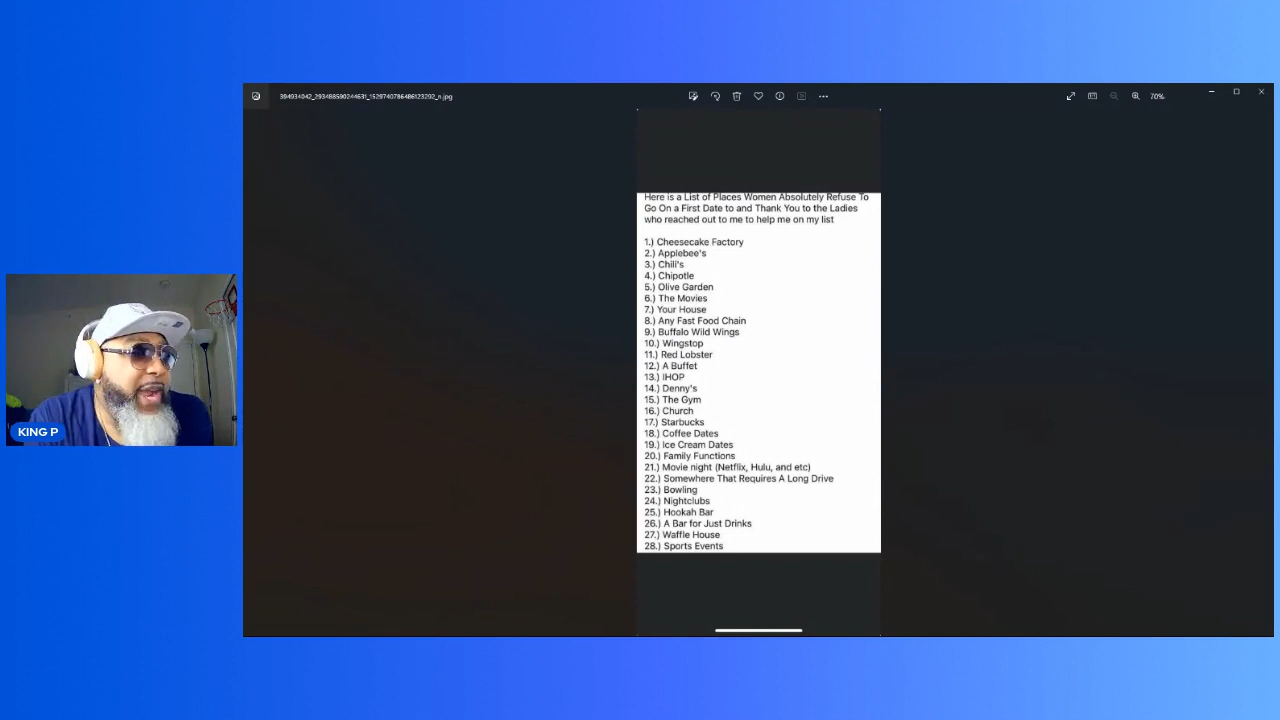 394934042_293488590244631_1529740786486123292_n.jpg
70%
Here is a List of Places Women Absolutely Refuse To
Go On a First Date to and Thank You to the Ladies
who reached out to me to help me on my list
1.) Cheesecake Factory
2.) Applebee's
3.) Chili's
4.) Chipotle
5.) Olive Garden
6.) The Movies
7.) Your House
8.) Any Fast Food Chain
9.) Buffalo Wild Wings
10.) Wingstop
11.) Red Lobster
12.) A Buffet
13.) IHOP
14.) Denny's
15.) The Gym
16.) Church
17.) Starbucks
18.) Coffee Dates
19.) Ice Cream Dates
20.) Family Functions
21.) Movie night (Netflix, Hulu, and etc)
22.) Somewhere That Requires A Long Drive
23.) Bowling
24.) Nightclubs
25.) Hookah Bar
26.) A Bar for Just Drinks
27.) Waffle House
28.) Sports Events
KING P